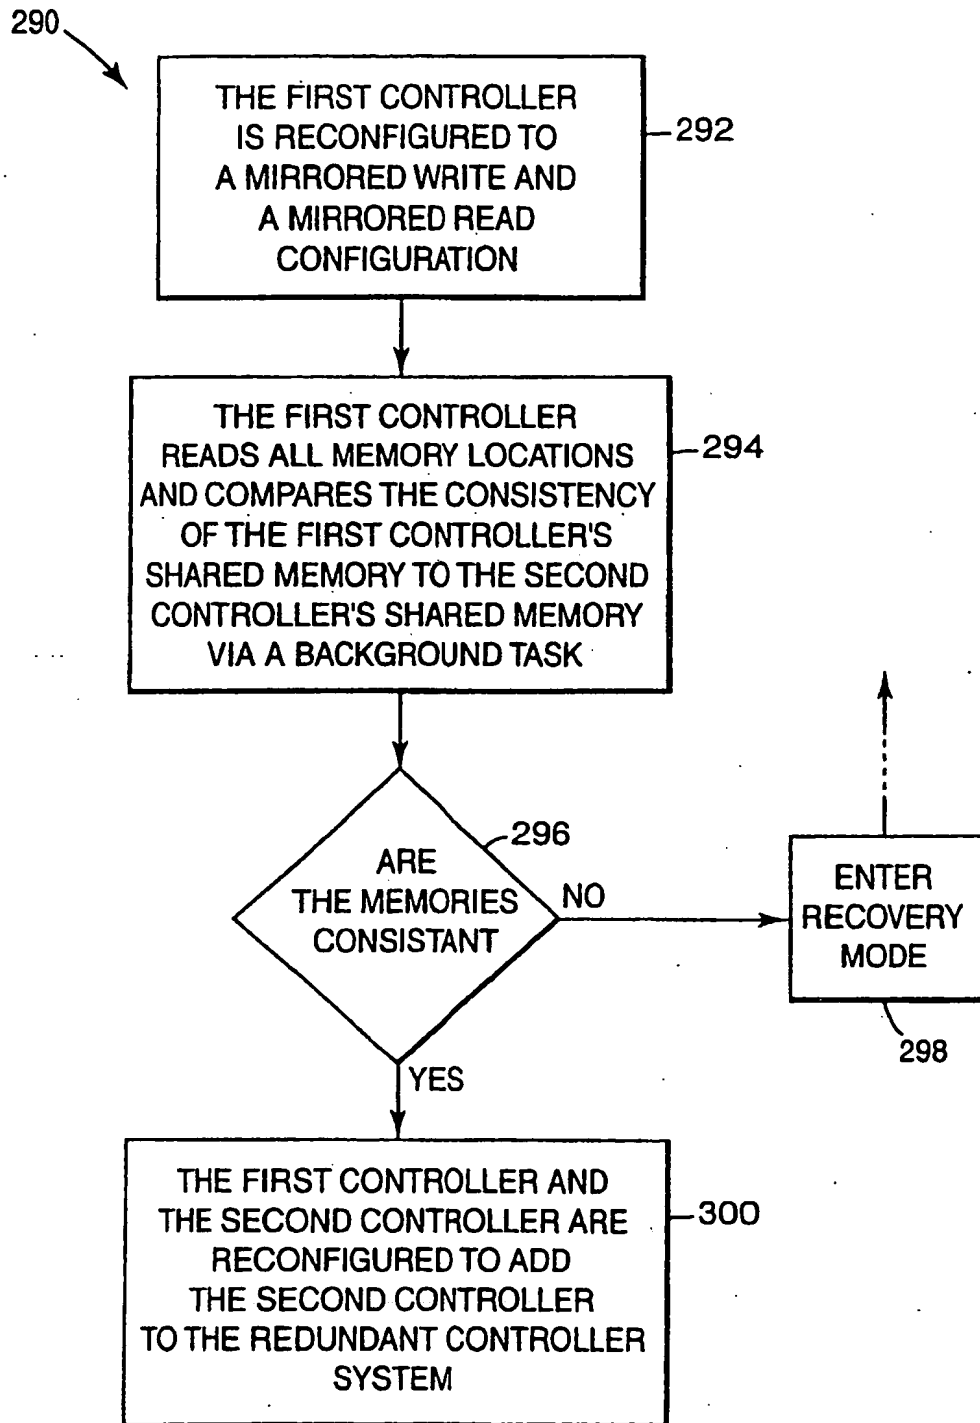 290
THE FIRST CONTROLLER
IS RECONFIGURED TO
A MIRRORED WRITE AND
A MIRRORED READ
CONFIGURATION
292
THE FIRST CONTROLLER
READS ALL MEMORY LOCATIONS
AND COMPARES THE CONSISTENCY
OF THE FIRST CONTROLLER'S
SHARED MEMORY TO THE SECOND
CONTROLLER'S SHARED MEMORY
VIA A BACKGROUND TASK
294
ARE
THE MEMORIES
CONSISTANT
296
NO
ENTER
RECOVERY
MODE
298
YES
THE FIRST CONTROLLER AND
THE SECOND CONTROLLER ARE
RECONFIGURED TO ADD
THE SECOND CONTROLLER
TO THE REDUNDANT CONTROLLER
SYSTEM
300